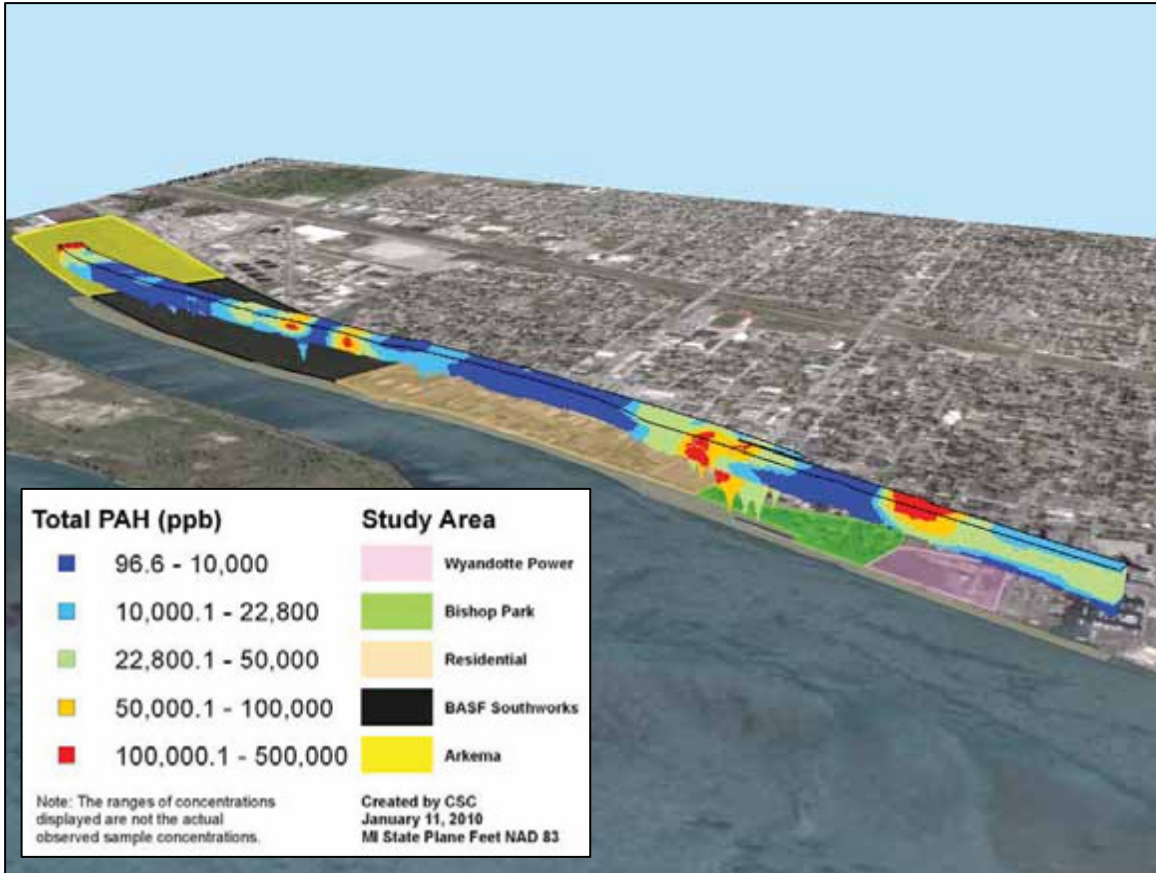 Total PAH (ppb)
96.6 - 10,000
10,000.1 - 22,800
22,800.1 - 50,000
50,000.1 - 100,000
100,000.1 - 500,000
Note: The ranges of concentrations
displayed are not the actual
observed sample concentrations.
Study Area
Wyandotte Power
Bishop Park
Residential
BASF Southworks
Arkema
Created by CSC
January 11, 2010
MI State Plane Feet NAD 83